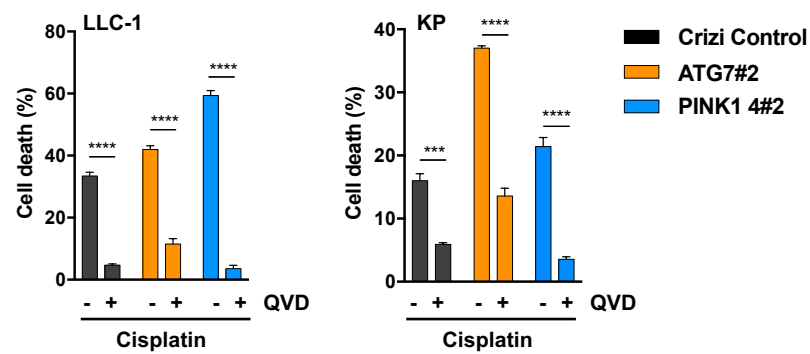 LLC-1
Cell death (%)
80
60
40
20
0
****
****
****
- + - + - + QVD
Cisplatin
KP
Cell death (%)
40
30
20
10
0
***
****
****
- + - + - + QVD
Cisplatin
Crizi Control
ATG7#2
PINK1 4#2